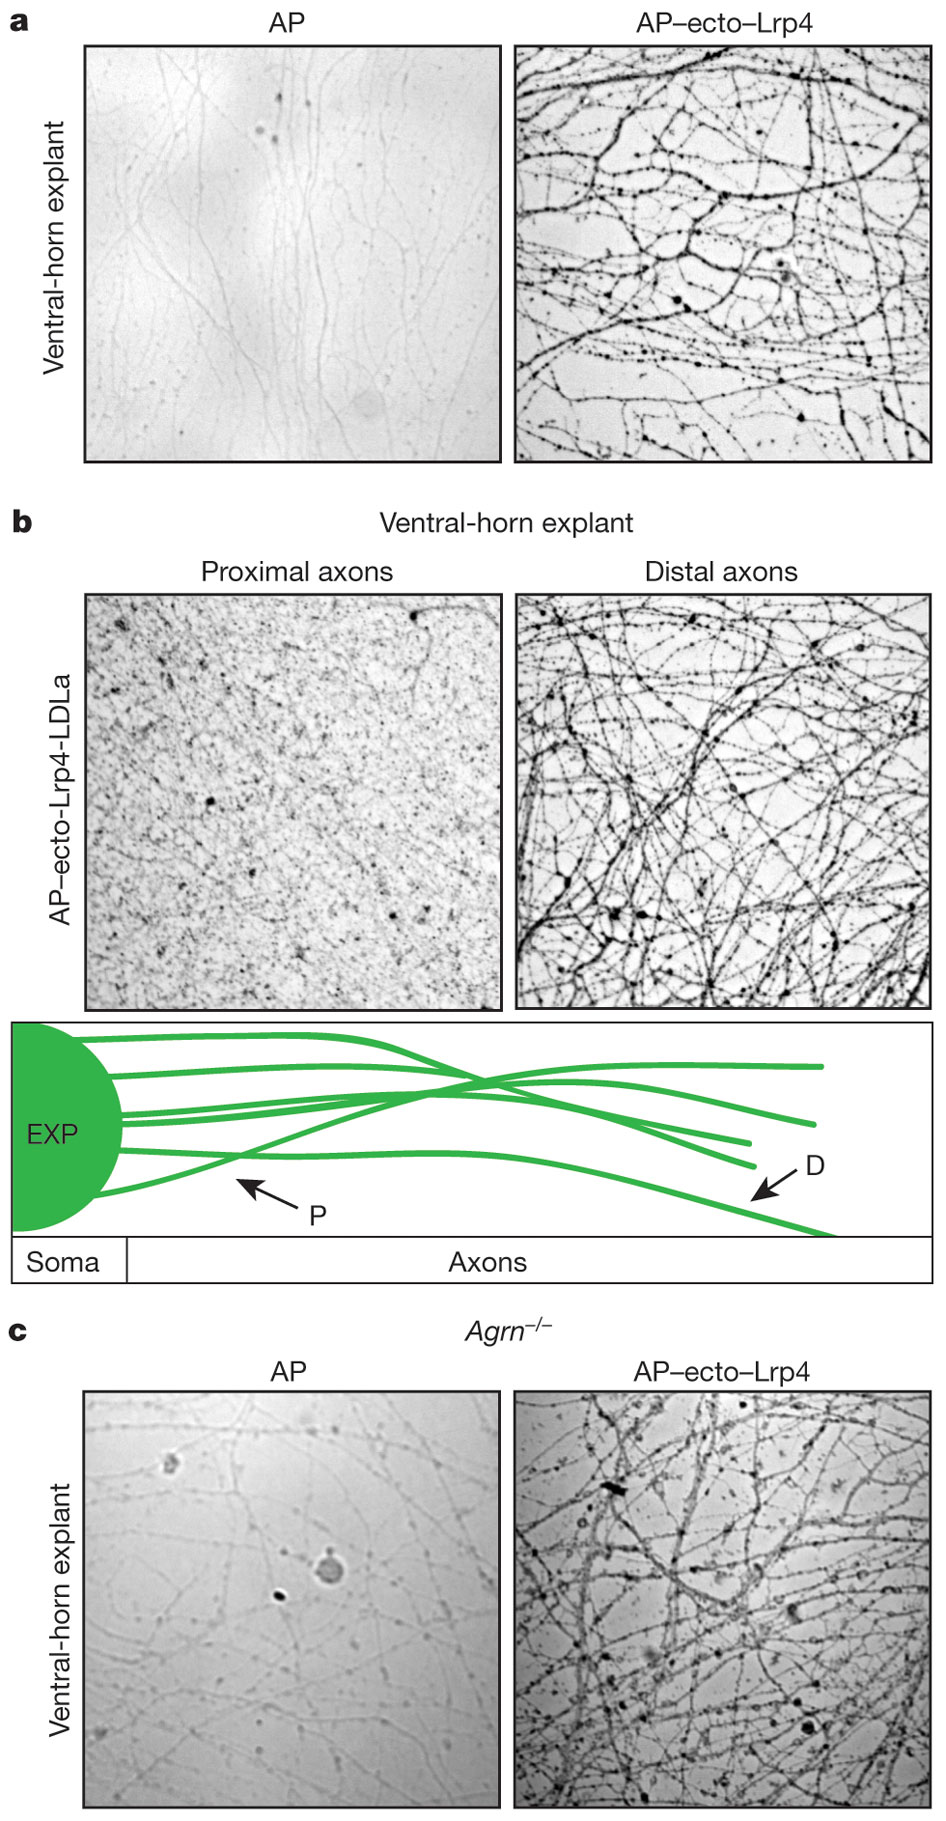 a
AP
AP–ecto–Lrp4
Ventral-horn explant
b
Ventral-horn explant
Proximal axons
Distal axons
AP–ecto-Lrp4-LDLa
EXP
P
D
Soma
Axons
c
Agrn–/–
AP
AP–ecto–Lrp4
Ventral-horn explant